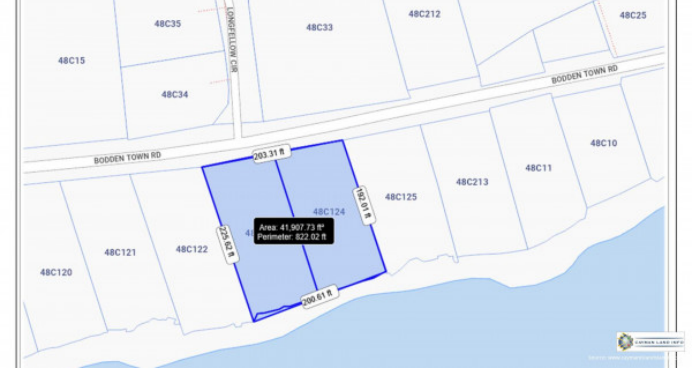 48C35
LONGFELLOW CIR
48C33
48C212
48C25
48C15
48C34
BODDEN TOWN RD
BODDEN TOWN RD
203.31 ft
48C10
48C11
48C213
48C125
192.01 ft
48C124
Area: 41,907.73 ft²
Perimeter: 822.02 ft
225.62 ft
48C122
48C121
48C120
200.61 ft
CAYMAN LAND INFO